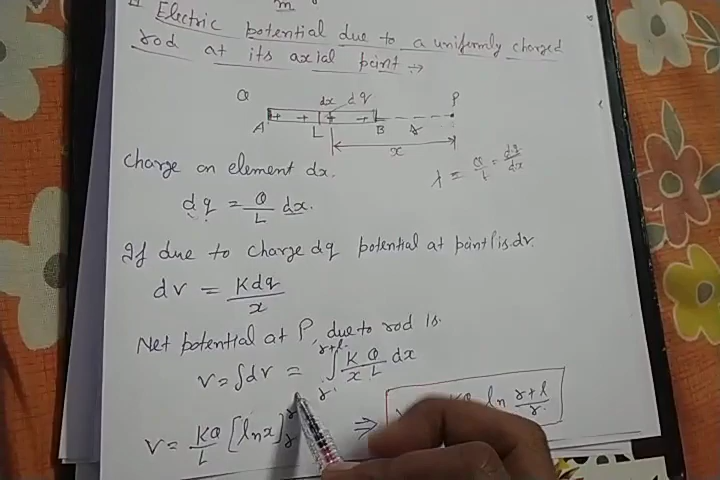 m
Electric potential due to a uniformly charged
rod at its axial point :→
Q dx dq P
A + + L + + B r
x
Charge on element dx.
λ = Q/L = dq/dx
dq = Q/L dx.
If due to charge dq potential at point P is dv.
dv = Kdq/x
Net potential at P, due to rod is.
v = ∫dv = ∫ᵣʳ⁺ˡ K/x Q/L dx
V = KQ/L [ln x]ᵣ ⇒ KQ ln r+l/r